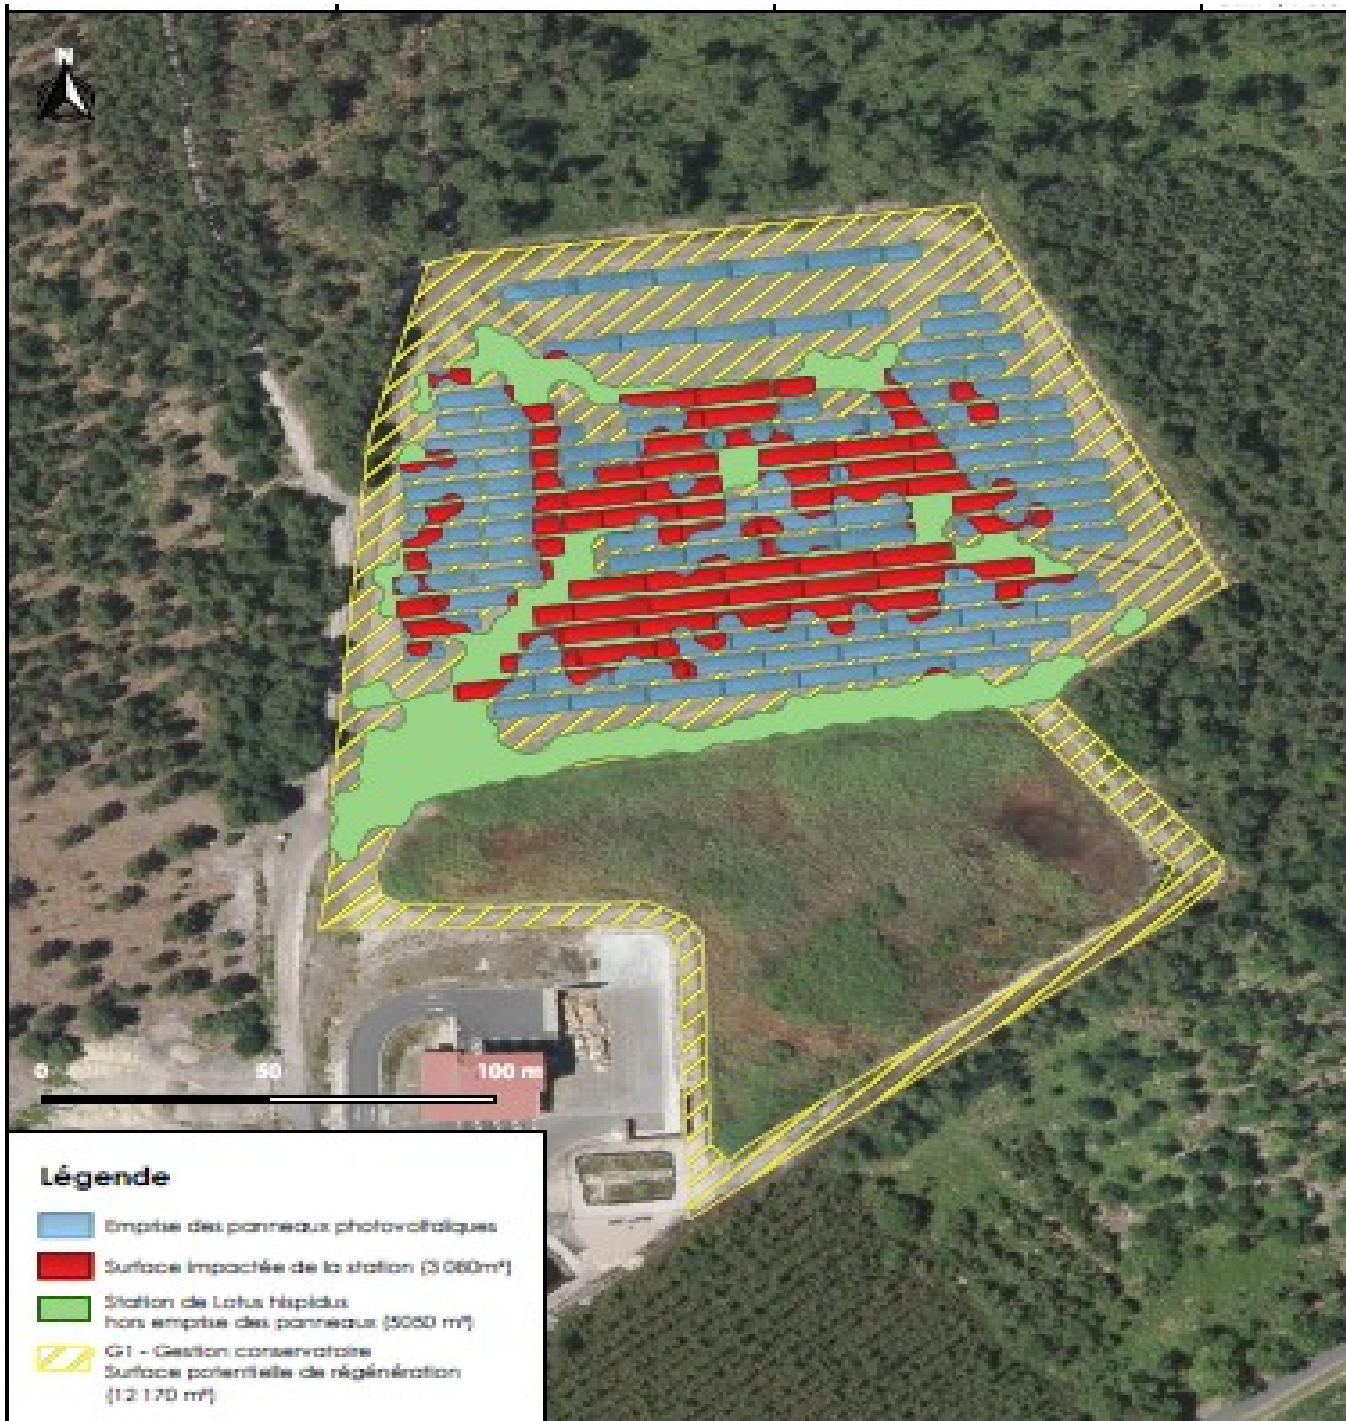 N
0 50 100 m
Légende
Emprise des panneaux photovoltaïques
Surface impactée de la station (3 080m²)
Station de Lotus hispidus
hors emprise des panneaux (5050 m²)
G1 - Gestion conservatoire
Surface potentielle de régénération
(12 170 m²)